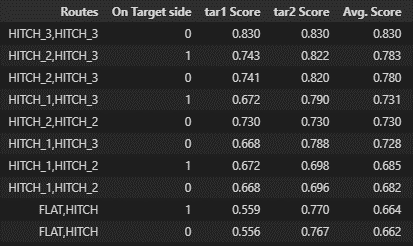 Routes On Target side tar1 Score tar2 Score Avg. Score
HITCH_3,HITCH_3 0 0.830 0.830 0.830
HITCH_2,HITCH_3 1 0.743 0.822 0.783
HITCH_2,HITCH_3 0 0.741 0.820 0.780
HITCH_1,HITCH_3 1 0.672 0.790 0.731
HITCH_2,HITCH_2 0 0.730 0.730 0.730
HITCH_1,HITCH_3 0 0.668 0.788 0.728
HITCH_1,HITCH_2 1 0.672 0.698 0.685
HITCH_1,HITCH_2 0 0.668 0.696 0.682
FLAT,HITCH 1 0.559 0.770 0.664
FLAT,HITCH 0 0.556 0.767 0.662